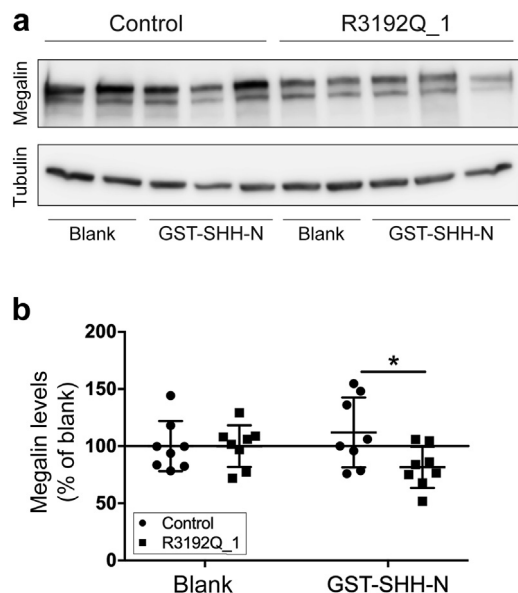 a
Control R3192Q_1
Megalin
Tubulin
Blank GST-SHH-N Blank GST-SHH-N
b
Megalin levels
(% of blank)
200
150
100
50
0
*
Control
R3192Q_1
Blank GST-SHH-N